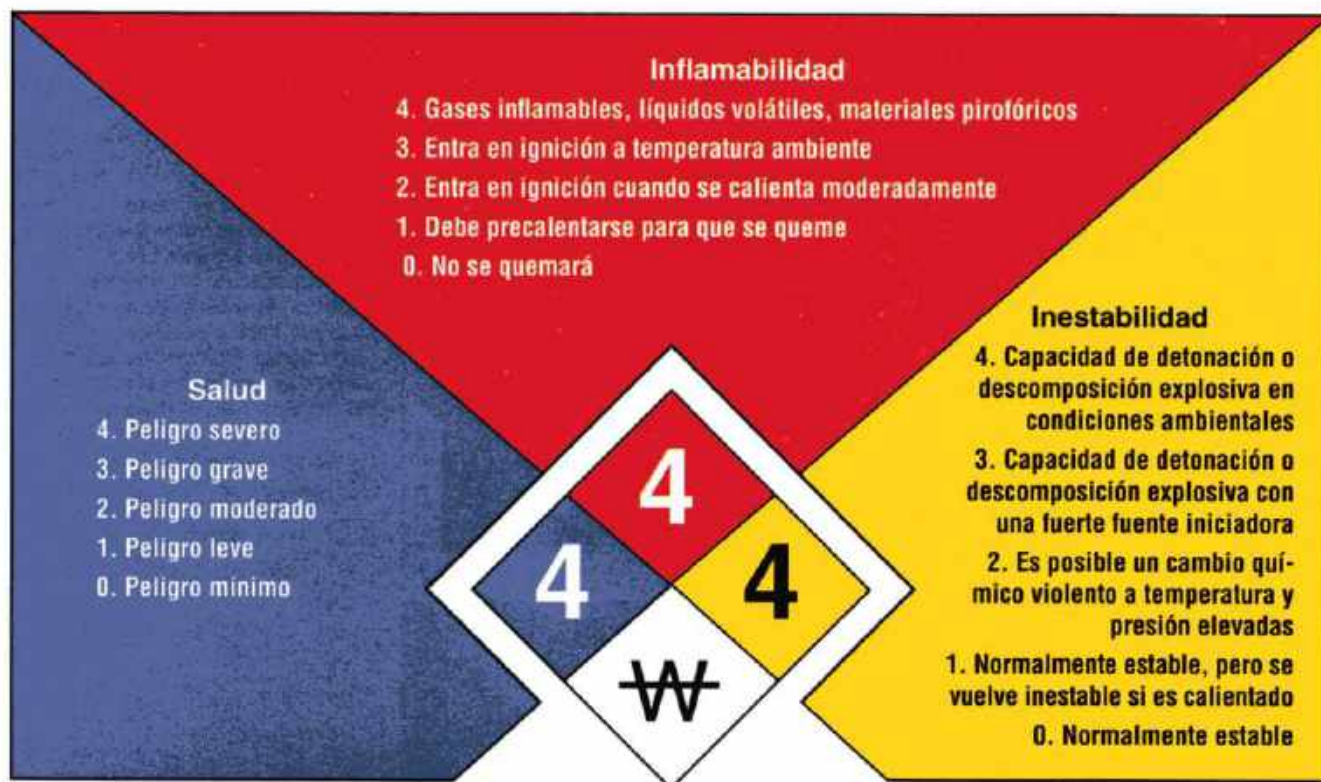 Inflamabilidad
4. Gases inflamables, líquidos volátiles, materiales pirofóricos
3. Entra en ignición a temperatura ambiente
2. Entra en ignición cuando se calienta moderadamente
1. Debe precalentarse para que se queme
0. No se quemará
Salud
4. Peligro severo
3. Peligro grave
2. Peligro moderado
1. Peligro leve
0. Peligro mínimo
Inestabilidad
4. Capacidad de detonación o
descomposición explosiva en
condiciones ambientales
3. Capacidad de detonación o
descomposición explosiva con
una fuerte fuente iniciadora
2. Es posible un cambio quí-
mico violento a temperatura y
presión elevadas
1. Normalmente estable, pero se
vuelve inestable si es calentado
0. Normalmente estable
4
4
4
W